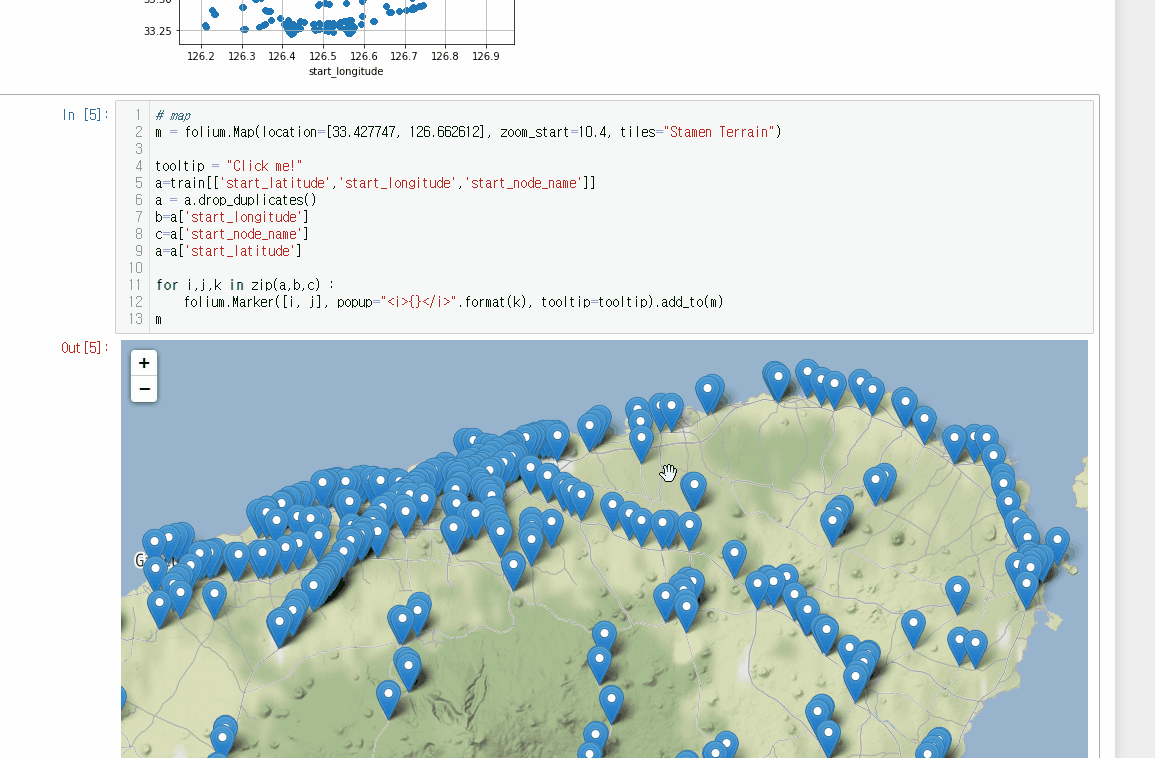 33.25
126.2 126.3 126.4 126.5 126.6 126.7 126.8 126.9
start_longitude
In [5]:
1 # map
2 m = folium.Map(location=[33.427747, 126.662612], zoom_start=10.4, tiles="Stamen Terrain")
3
4 tooltip = "Click me!"
5 a=train[['start_latitude','start_longitude','start_node_name']]
6 a = a.drop_duplicates()
7 b=a['start_longitude']
8 c=a['start_node_name']
9 a=a['start_latitude']
10
11 for i,j,k in zip(a,b,c) :
12 folium.Marker([i, j], popup="<i>{}</i>".format(k), tooltip=tooltip).add_to(m)
13 m
Out[5]:
+
−